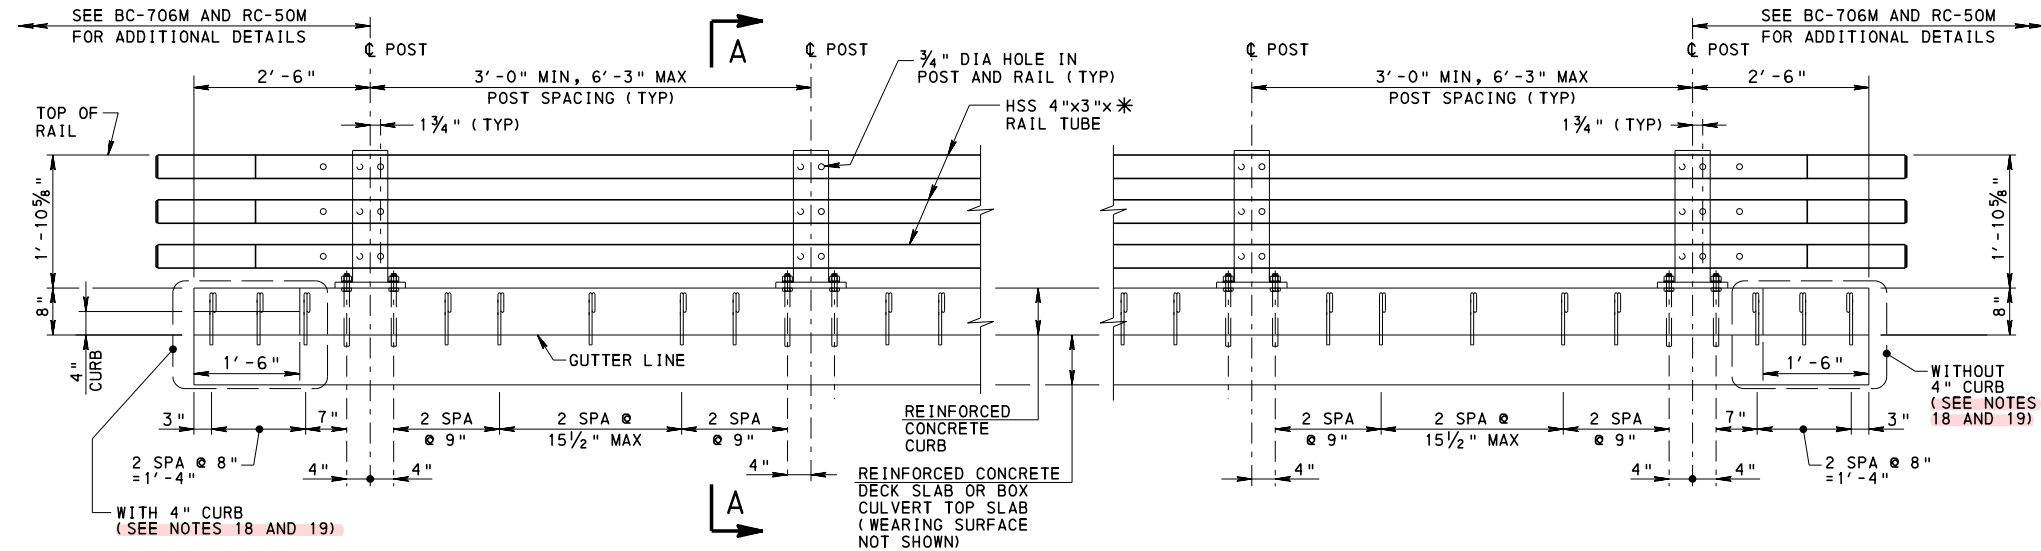 SEE BC-706M AND RC-50M
FOR ADDITIONAL DETAILS
℄ POST
2'-6"
3'-0" MIN, 6'-3" MAX
POST SPACING (TYP)
1¾" (TYP)
TOP OF
RAIL
A
℄ POST
¾" DIA HOLE IN
POST AND RAIL (TYP)
HSS 4"x3"x*
RAIL TUBE
℄ POST
3'-0" MIN, 6'-3" MAX
POST SPACING (TYP)
1¾" (TYP)
℄ POST
SEE BC-706M AND RC-50M
FOR ADDITIONAL DETAILS
2'-6"
1'-10⅝"
8"
4"
CURB
1'-6"
GUTTER LINE
1'-10⅝"
8"
1'-6"
WITHOUT
4" CURB
(SEE NOTES
18 AND 19)
3"
7"
2 SPA
@ 9"
2 SPA @
15½" MAX
2 SPA
@ 9"
REINFORCED
CONCRETE
CURB
2 SPA
@ 9"
2 SPA @
15½" MAX
2 SPA
@ 9"
7"
3"
2 SPA @ 8"
=1'-4"
4"
4"
4"
4"
4"
4"
2 SPA @ 8"
=1'-4"
REINFORCED CONCRETE
DECK SLAB OR BOX
CULVERT TOP SLAB
(WEARING SURFACE
NOT SHOWN)
WITH 4" CURB
(SEE NOTES 18 AND 19)
A